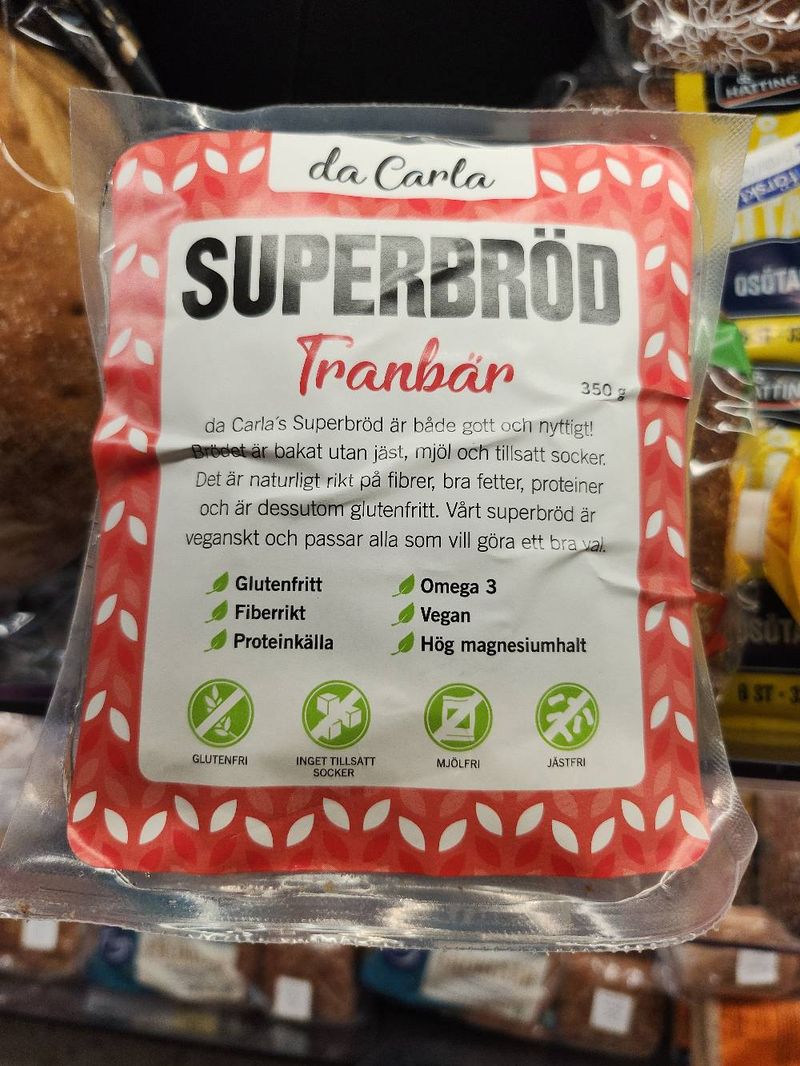 da Carla
SUPERBRÖD
Tranbär
350 g
da Carla´s Superbröd är både gott och nyttigt!
Brödet är bakat utan jäst, mjöl och tillsatt socker.
Det är naturligt rikt på fibrer, bra fetter, proteiner
och är dessutom glutenfritt. Vårt superbröd är
veganskt och passar alla som vill göra ett bra val.
Glutenfritt
Fiberrikt
Proteinkälla
Omega 3
Vegan
Hög magnesiumhalt
GLUTENFRI
INGET TILLSATT
SOCKER
MJÖLFRI
JÄSTFRI
HATTING